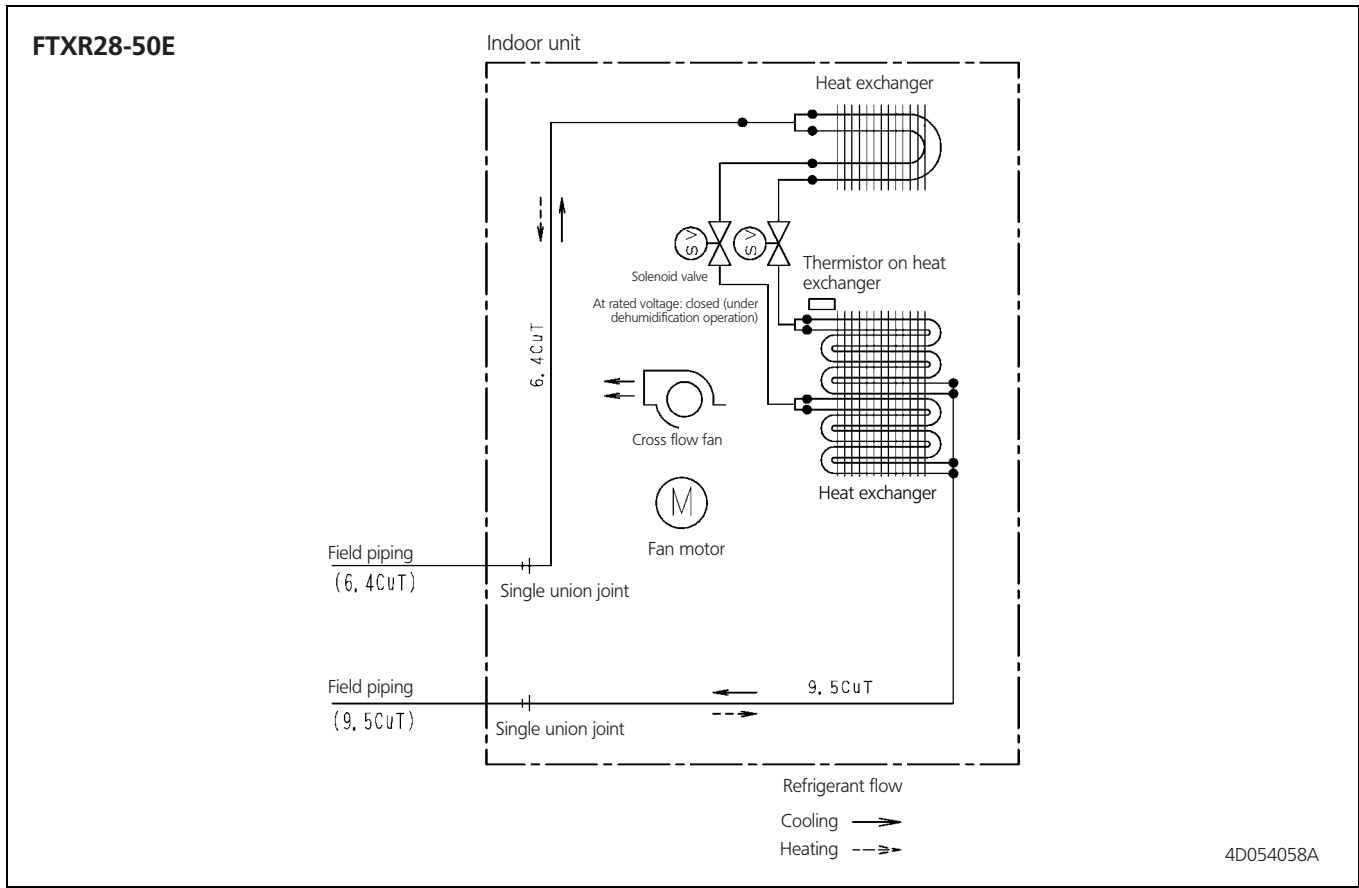 FTXR28-50E
Indoor unit
Heat exchanger
S V
S V
Solenoid valve
At rated voltage: closed (under
dehumidification operation)
Thermistor on heat
exchanger
6.4CuT
Cross flow fan
M
Fan motor
Heat exchanger
Field piping
(6.4CuT)
Single union joint
Field piping
(9.5CuT)
Single union joint
9.5CuT
Refrigerant flow
Cooling
Heating
4D054058A